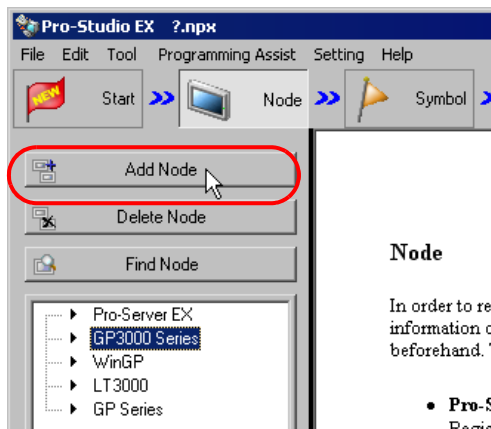 Pro-Studio EX ?.npx
File Edit Tool Programming Assist Setting Help
NEW Start Node Symbol
Add Node
Delete Node
Find Node
Pro-Server EX
GP3000 Series
WinGP
LT3000
GP Series
Node
In order to re
information
beforehand.
Pro-S